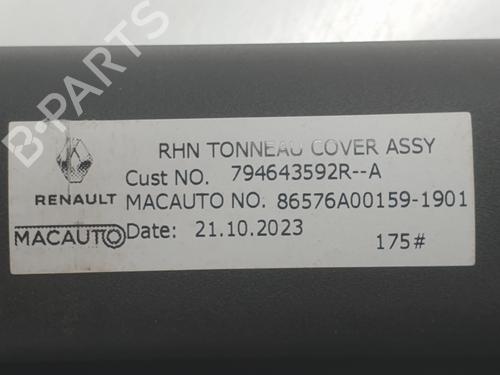 RHN TONNEAU COVER ASSY
Cust NO. 794643592R--A
RENAULT
MACAUTO NO. 86576A00159-1901
MACAUTO
Date: 21.10.2023
175#
B-PARTS